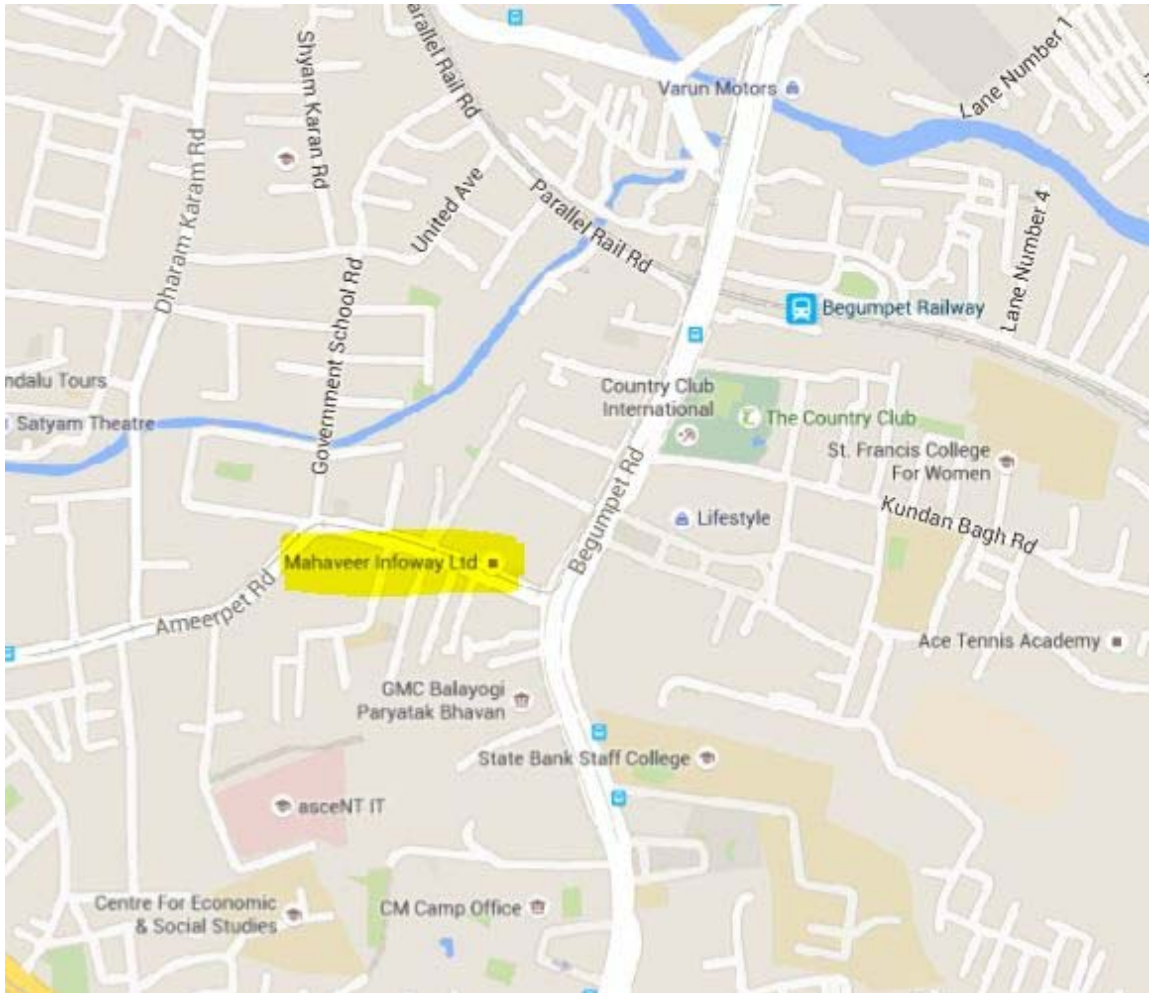 Parallel Rail Rd
Shyam Karan Rd
Varun Motors
Lane Number 1
Dharam Karam Rd
United Ave
Parallel Rail Rd
Lane Number 4
Begumpet Railway
Government School Rd
ndalu Tours
Country Club
International
The Country Club
Satyam Theatre
St. Francis College
For Women
Begumpet Rd
Lifestyle
Kundan Bagh Rd
Mahaveer Infoway Ltd
Ameerpet Rd
Ace Tennis Academy
GMC Balayogi
Paryatak Bhavan
State Bank Staff College
asceNT IT
Centre For Economic
& Social Studies
CM Camp Office